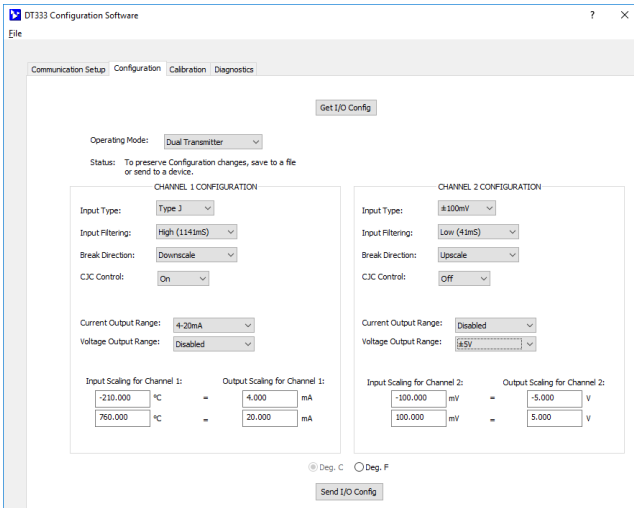 DT333 Configuration Software ? X
File
Communication Setup Configuration Calibration Diagnostics
Get I/O Config
Operating Mode: Dual Transmitter
Status: To preserve Configuration changes, save to a file
or send to a device.
CHANNEL 1 CONFIGURATION
Input Type: Type J
Input Filtering: High (1141mS)
Break Direction: Downscale
CJC Control: On
Current Output Range: 4-20mA
Voltage Output Range: Disabled
Input Scaling for Channel 1: Output Scaling for Channel 1:
-210.000 °C = 4.000 mA
760.000 °C = 20.000 mA
CHANNEL 2 CONFIGURATION
Input Type: ±100mV
Input Filtering: Low (41mS)
Break Direction: Upscale
CJC Control: Off
Current Output Range: Disabled
Voltage Output Range: ±5V
Input Scaling for Channel 2: Output Scaling for Channel 2:
-100.000 mV = -5.000 V
100.000 mV = 5.000 V
Deg. C Deg. F
Send I/O Config